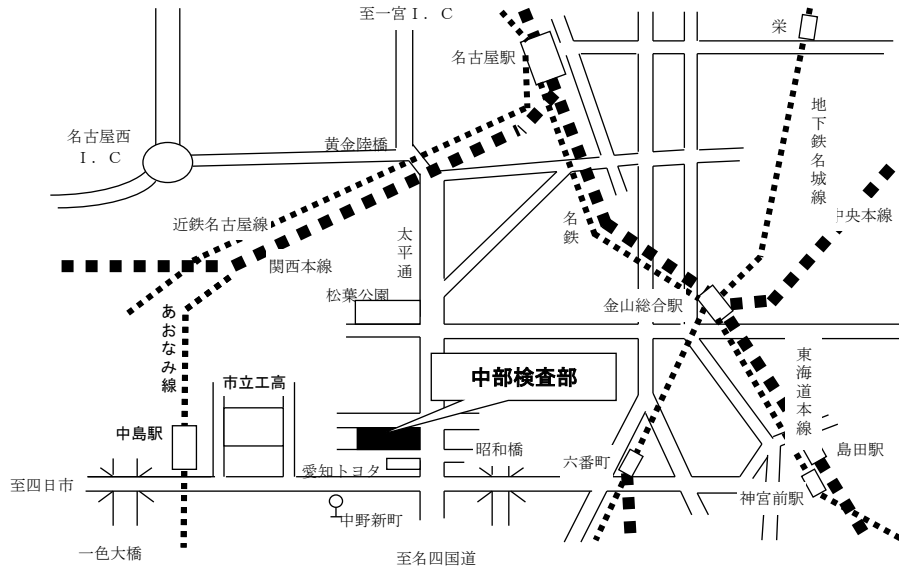 至一宮Ｉ．Ｃ
栄
名古屋駅
地下鉄名城線
名古屋西
Ｉ．Ｃ
黄金陸橋
近鉄名古屋線
名鉄
中央本線
太平通
関西本線
松葉公園
金山総合駅
あおなみ線
東海道本線
市立工高
中部検査部
中島駅
昭和橋
六番町
島田駅
愛知トヨタ
至四日市
神宮前駅
中野新町
一色大橋
至名四国道